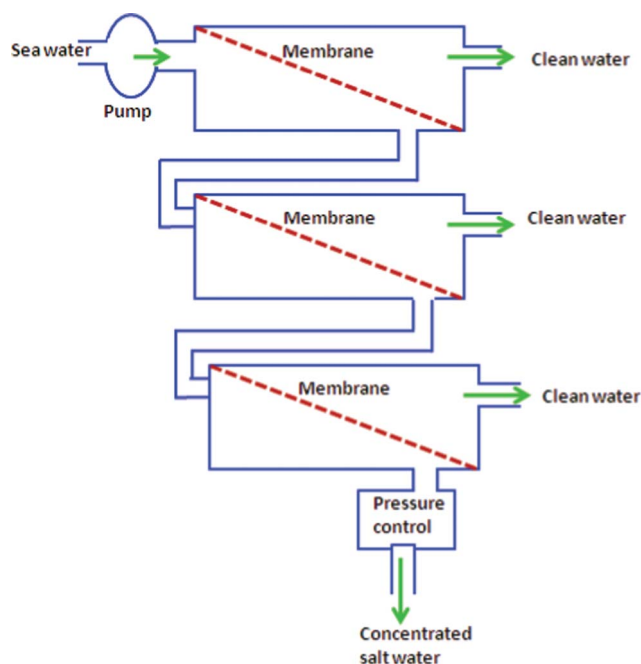 Sea water
Membrane
Clean water
Pump
Membrane
Clean water
Membrane
Clean water
Pressure
control
Concentrated
salt water